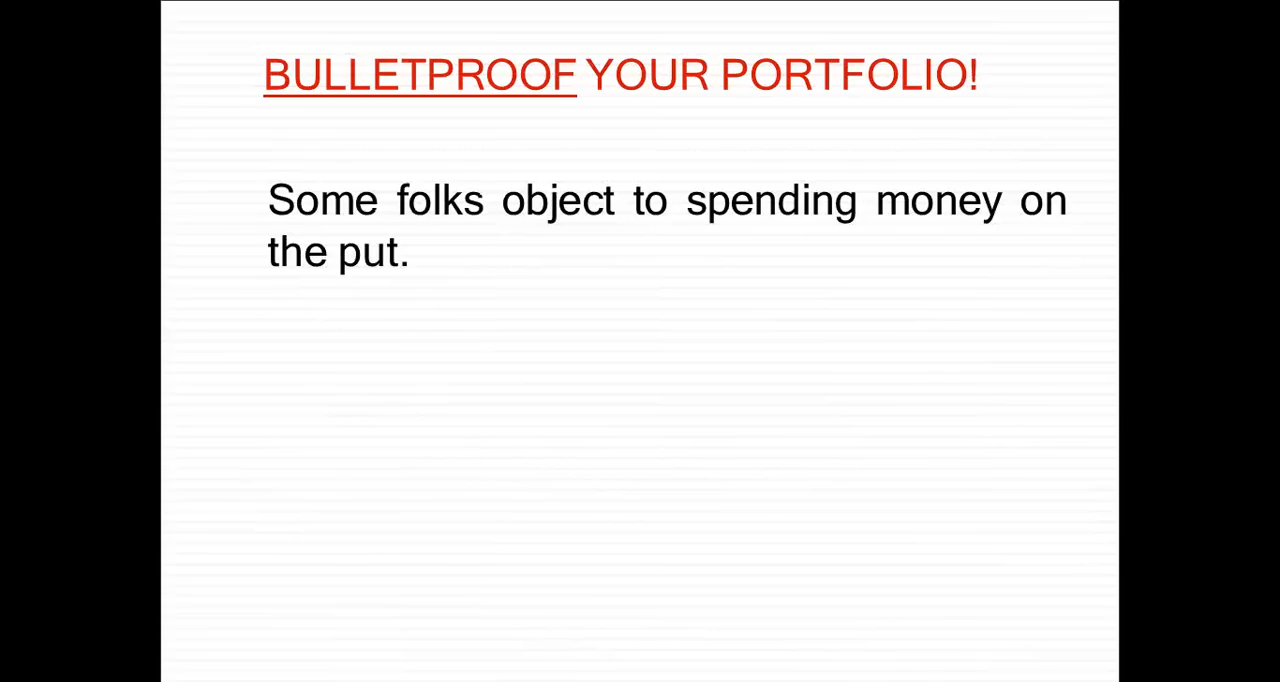 BULLETPROOF YOUR PORTFOLIO!
Some folks object to spending money on
the put.